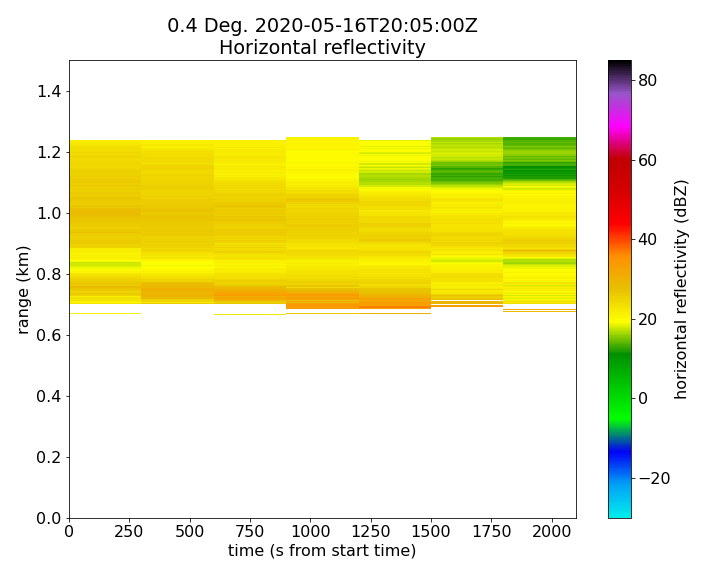 0.4 Deg. 2020-05-16T20:05:00Z
Horizontal reflectivity
1.4
1.2
1.0
0.8
0.6
0.4
0.2
0.0
range (km)
0 250 500 750 1000 1250 1500 1750 2000
time (s from start time)
80
60
40
20
0
−20
horizontal reflectivity (dBZ)